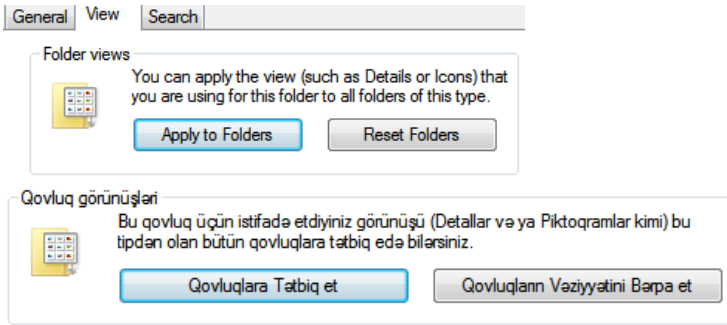 General View Search
Folder views
You can apply the view (such as Details or Icons) that
you are using for this folder to all folders of this type.
Apply to Folders Reset Folders
Qovluq görünüşləri
Bu qovluq üçün istifadə etdiyiniz görünüşü (Detallar və ya Piktoqramlar kimi) bu
tipdən olan bütün qovluqlara tətbiq edə bilərsiniz.
Qovluqlara Tətbiq et Qovluqların Vəziyyətini Bərpa et